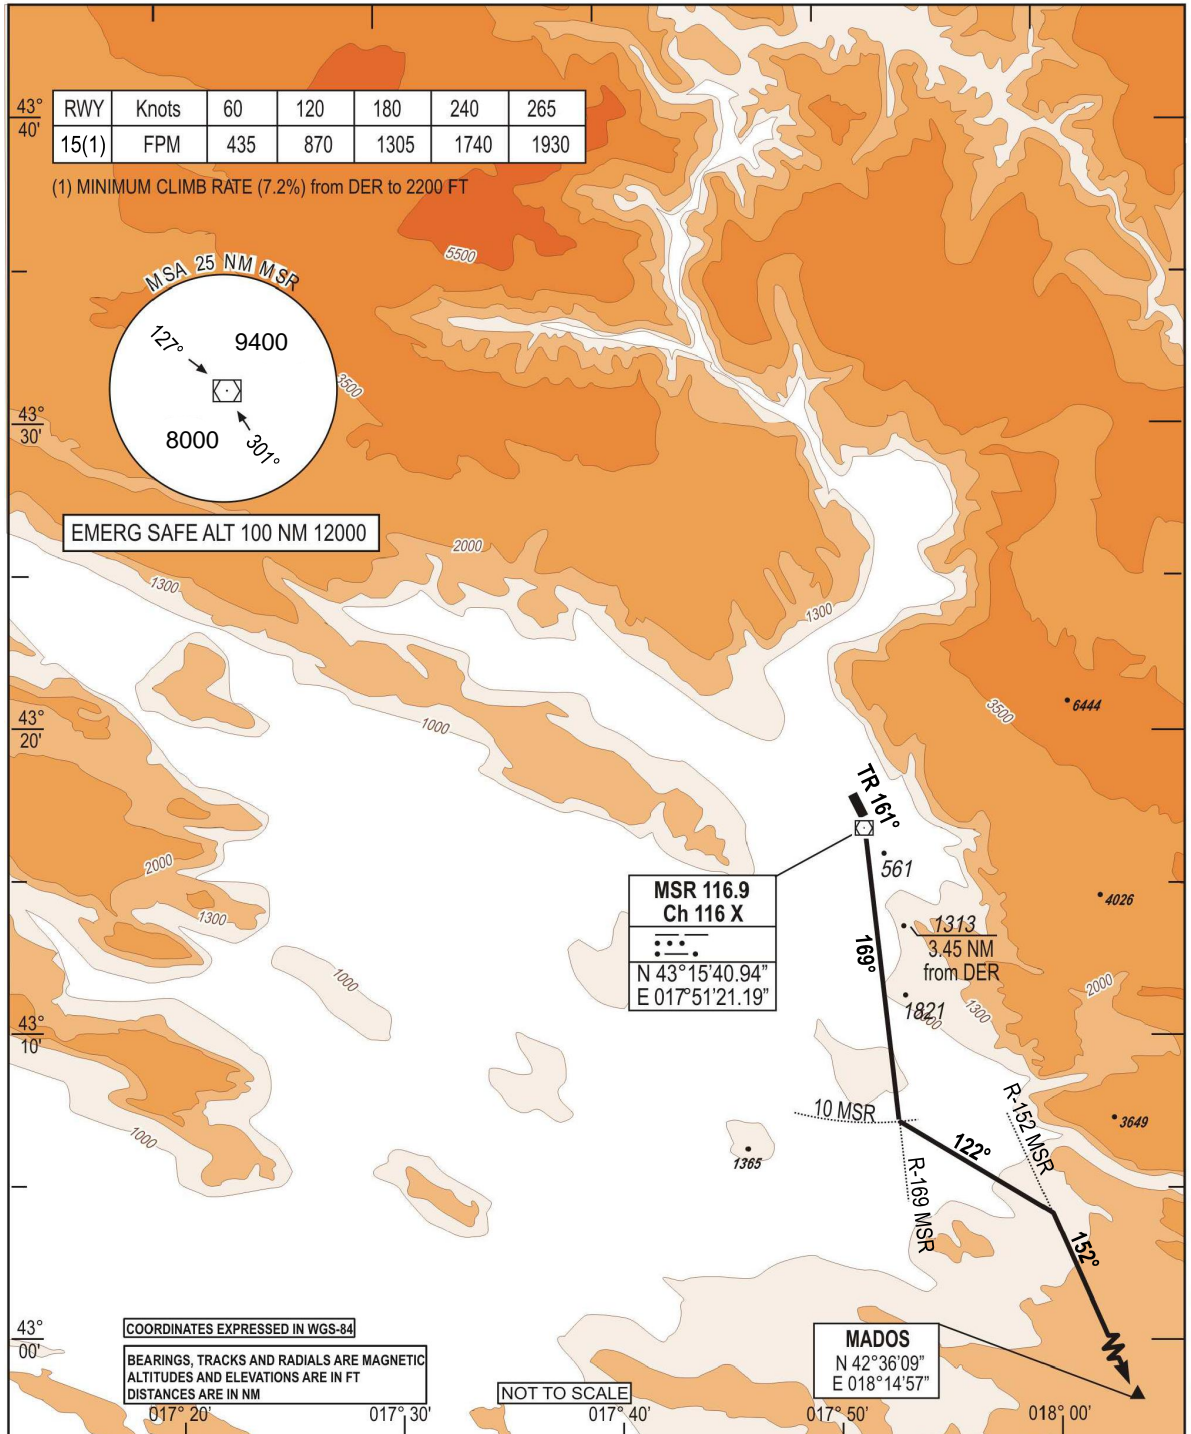 43°
40'
RWY Knots 60 120 180 240 265
15(1) FPM 435 870 1305 1740 1930
(1) MINIMUM CLIMB RATE (7.2%) from DER to 2200 FT
5500
MSA 25 NM MSR
127°
9400
8000
301°
3500
43°
30'
EMERG SAFE ALT 100 NM 12000
2000
1300
1300
3500
6444
43°
20'
1000
TR 161°
561
2000
1300
4026
MSR 116.9
Ch 116 X
N 43°15'40.94"
E 017°51'21.19"
169°
1313
3.45 NM
from DER
1000
1821
1300
2000
43°
10'
10 MSR
R-152 MSR
3649
1000
1365
122°
R-169 MSR
152°
43°
00'
COORDINATES EXPRESSED IN WGS-84
BEARINGS, TRACKS AND RADIALS ARE MAGNETIC
ALTITUDES AND ELEVATIONS ARE IN FT
DISTANCES ARE IN NM
NOT TO SCALE
MADOS
N 42°36'09"
E 018°14'57"
017° 20' 017° 30' 017° 40' 017° 50' 018° 00'